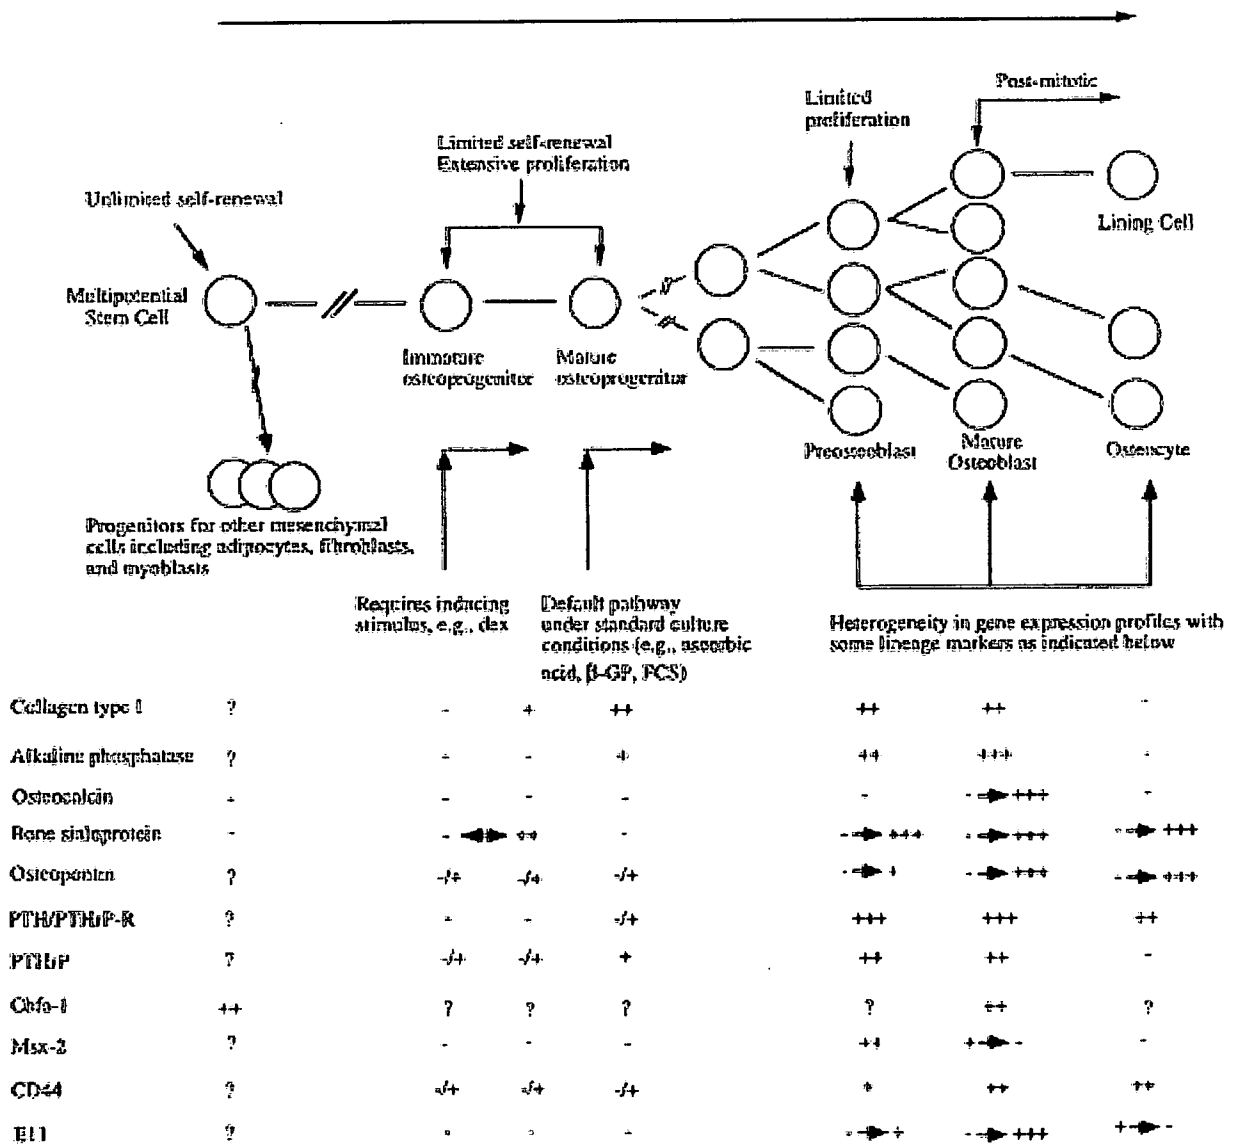 Post-mitotic
Limited
proliferation
Limited self-renewal
Extensive proliferation
Unlimited self-renewal
Lining Cell
Multipotential
Stem Cell
Immature
osteoprogenitor
Mature
osteoprogenitor
Preosteoblast
Mature
Osteoblast
Osteocyte
Progenitors for other mesenchymal
cells including adipocytes, fibroblasts,
and myoblasts
Requires inducing
stimulus, e.g., dex
Default pathway
under standard culture
conditions (e.g., ascorbic
acid, β-GP, FCS)
Heterogeneity in gene expression profiles with
some lineage markers as indicated below
Collagen type I ? - + ++ ++ ++ -
Alkaline phosphatase ? - - + ++ +++ -
Osteocalcin - - - - - - +++ -
Bone sialoprotein - - ++ - - +++ - +++ - +++
Osteopontin ? -/+ -/+ -/+ - + - +++ - +++
PTH/PTHrP-R ? - - -/+ +++ +++ ++
PTHrP ? -/+ -/+ + ++ ++ -
Cbfa-1 ++ ? ? ? ? ++ ?
Msx-2 ? - - - ++ + - -
CD44 ? -/+ -/+ -/+ + ++ ++
E11 ? - - - - + - +++ + -